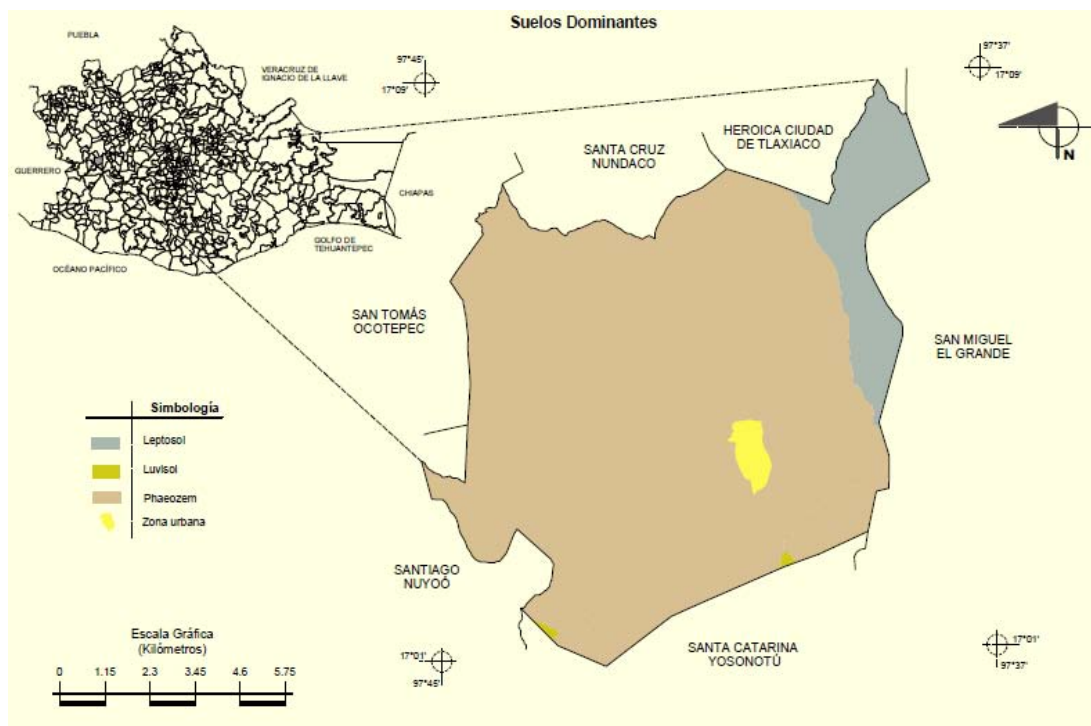 Suelos Dominantes
PUEBLA
VERACRUZ DE
IGNACIO DE LA LLAVE
GUERRERO
CHIAPAS
GOLFO DE
TEHUANTEPEC
OCÉANO PACÍFICO
97°45'
17°09'
97°37'
17°09'
N
SANTA CRUZ
NUNDACO
HEROICA CIUDAD
DE TLAXIACO
SAN TOMÁS
OCOTEPEC
SAN MIGUEL
EL GRANDE
Simbología
Leptosol
Luvisol
Phaeozem
Zona urbana
SANTIAGO
NUYOÓ
SANTA CATARINA
YOSONOTÚ
Escala Gráfica
(Kilómetros)
0 1.15 2.3 3.45 4.6 5.75
17°01'
97°45'
17°01'
97°37'